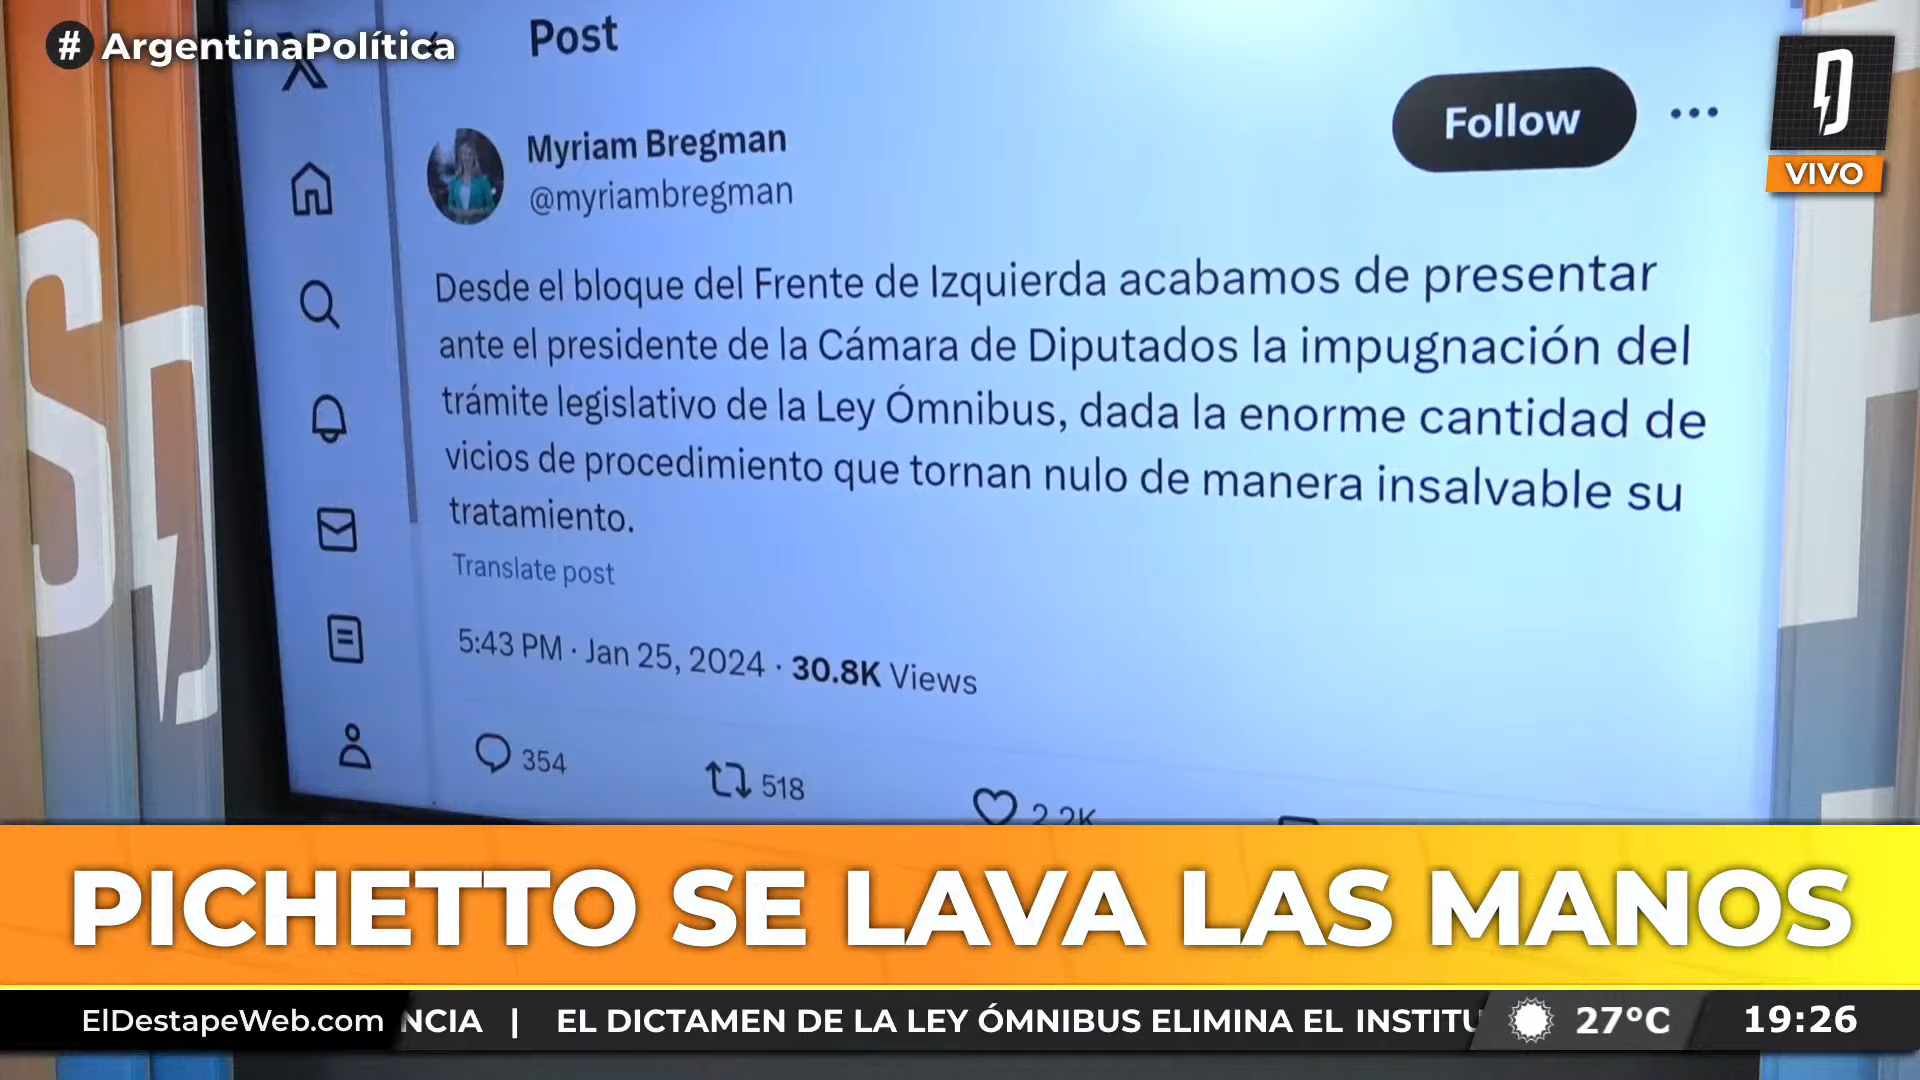 # ArgentinaPolítica
Post
Follow
VIVO
Myriam Bregman
@myriambregman
Desde el bloque del Frente de Izquierda acabamos de presentar
ante el presidente de la Cámara de Diputados la impugnación del
trámite legislativo de la Ley Ómnibus, dada la enorme cantidad de
vicios de procedimiento que tornan nulo de manera insalvable su
tratamiento.
Translate post
5:43 PM · Jan 25, 2024 · 30.8K Views
354
518
2.2K
PICHETTO SE LAVA LAS MANOS
ElDestapeWeb.com NCIA | EL DICTAMEN DE LA LEY ÓMNIBUS ELIMINA EL INSTITU 27°C 19:26